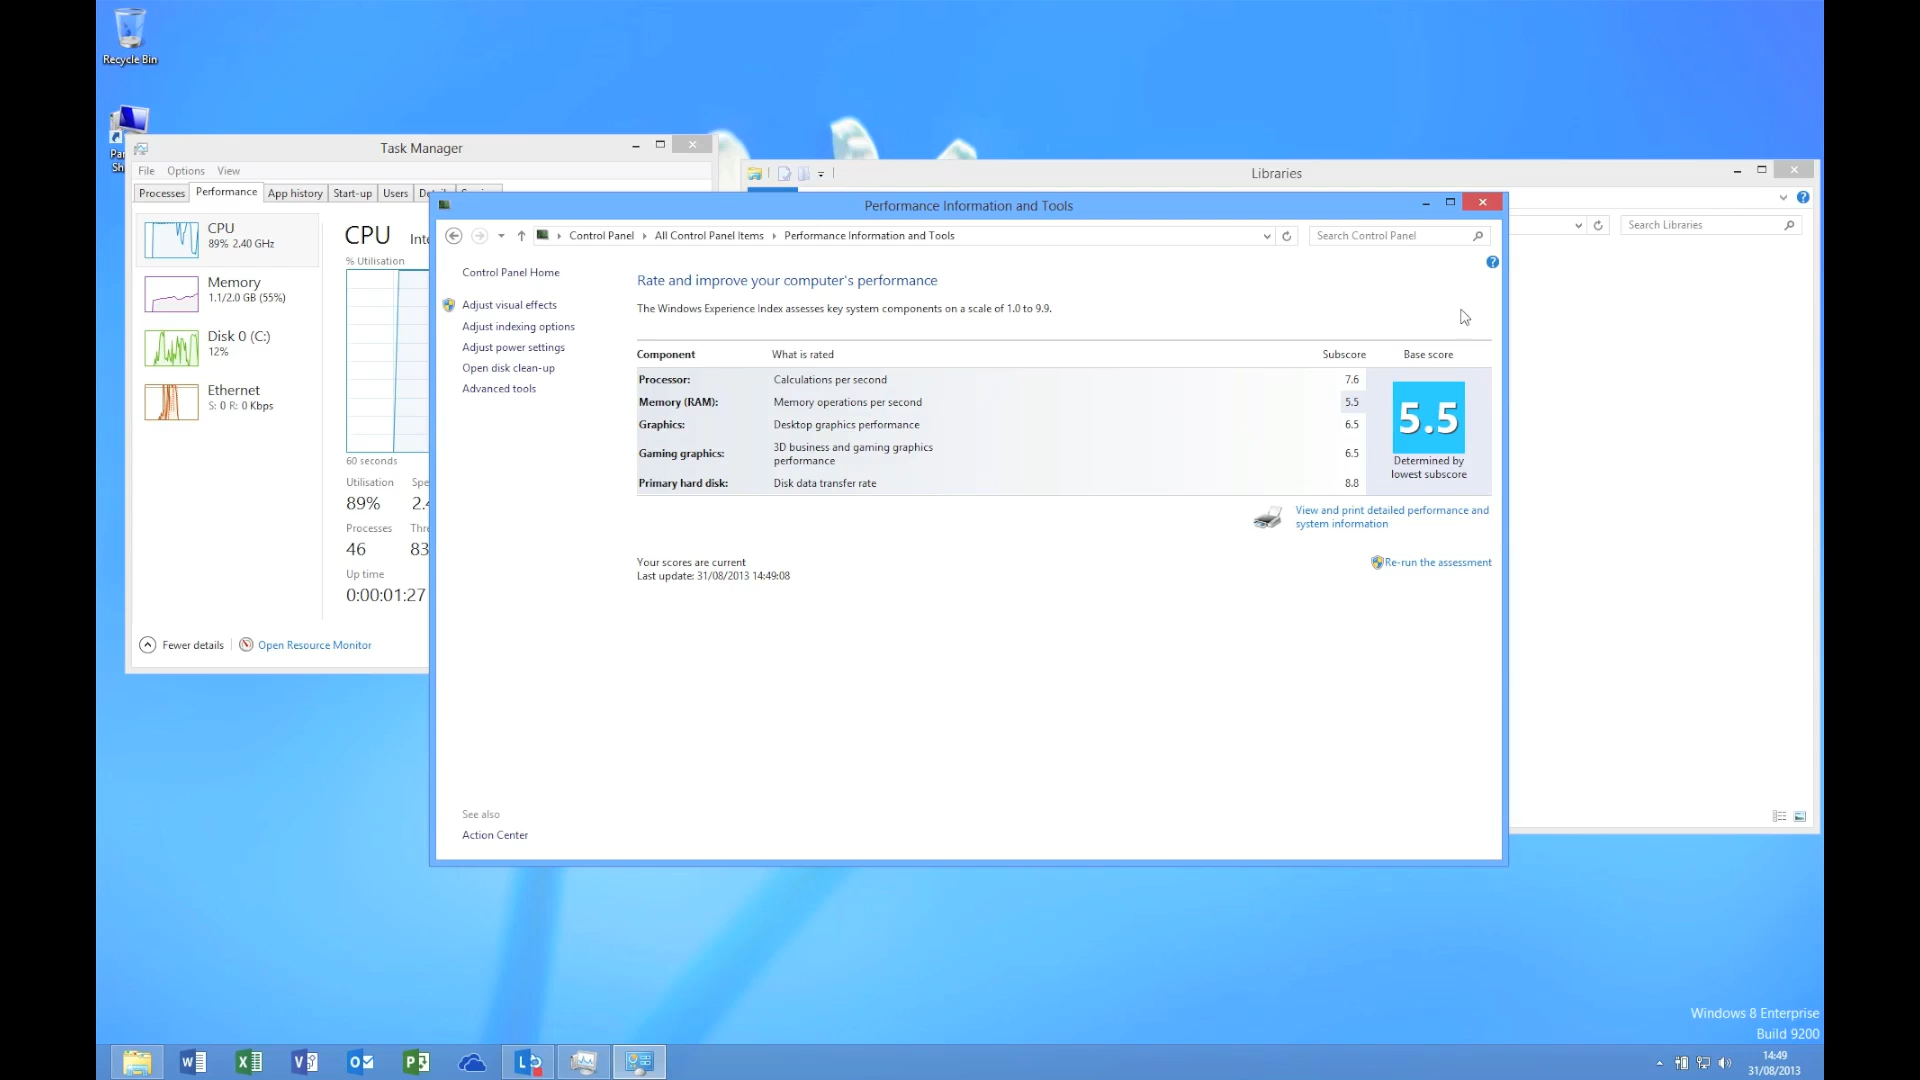 Recycle Bin
Task Manager
File Options View
Processes Performance App history Start-up Users
CPU
89% 2.40 GHz
Memory
1.1/2.0 GB (55%)
Disk 0 (C:)
12%
Ethernet
S: 0 R: 0 Kbps
CPU
% Utilisation
60 seconds
Utilisation
89%
Processes
46 83
Up time
0:00:01:27
Fewer details
Open Resource Monitor
Libraries
Search Libraries
Performance Information and Tools
Control Panel All Control Panel Items Performance Information and Tools
Search Control Panel
Control Panel Home
Adjust visual effects
Adjust indexing options
Adjust power settings
Open disk clean-up
Advanced tools
Rate and improve your computer's performance
The Windows Experience Index assesses key system components on a scale of 1.0 to 9.9.
Component What is rated Subscore Base score
Processor: Calculations per second 7.6
Memory (RAM): Memory operations per second 5.5
Graphics: Desktop graphics performance 6.5
Gaming graphics: 3D business and gaming graphics
performance 6.5
Primary hard disk: Disk data transfer rate 8.8
5.5
Determined by
lowest subscore
View and print detailed performance and
system information
Your scores are current
Last update: 31/08/2013 14:49:08
Re-run the assessment
See also
Action Center
Windows 8 Enterprise
Build 9200
14:49
31/08/2013